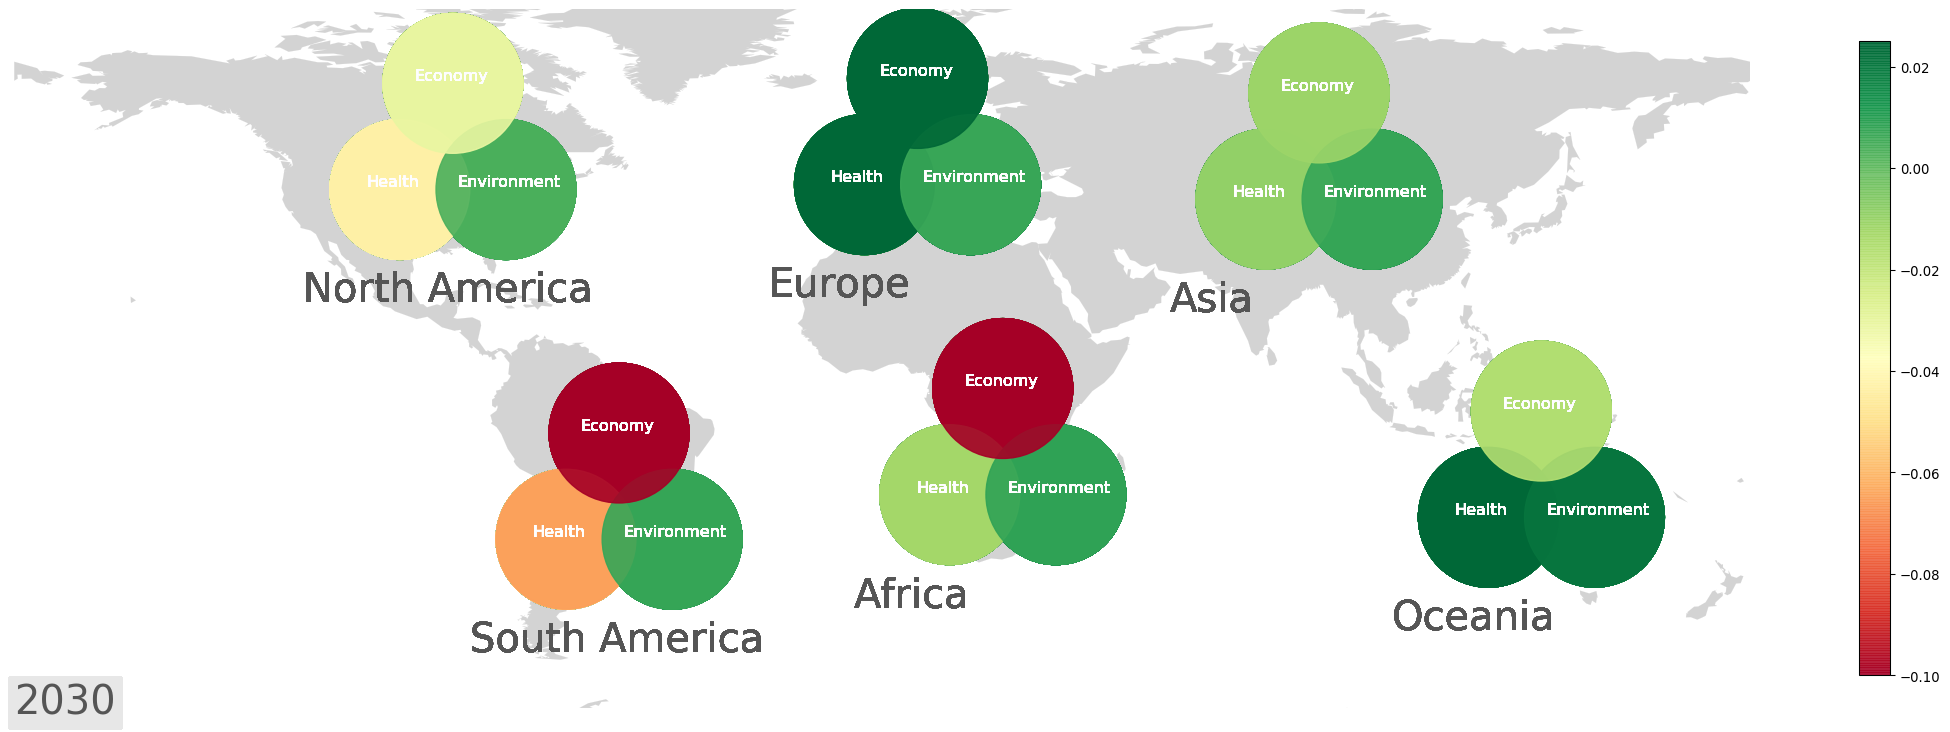 Economy
Health
Environment
North America
Economy
Health
Environment
Europe
Economy
Health
Environment
Asia
Economy
Health
Environment
South America
Economy
Health
Environment
Africa
Economy
Health
Environment
Oceania
2030
0.02
0.00
−0.02
−0.04
−0.06
−0.08
−0.10